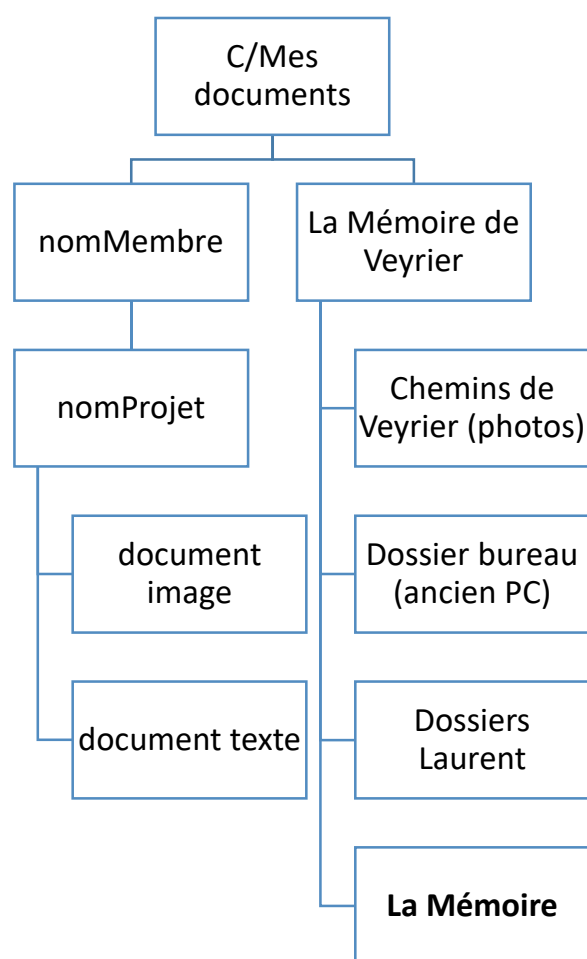 C/Mes
documents
nomMembre
La Mémoire de
Veyrier
nomProjet
Chemins de
Veyrier (photos)
document
image
Dossier bureau
(ancien PC)
document texte
Dossiers
Laurent
La Mémoire